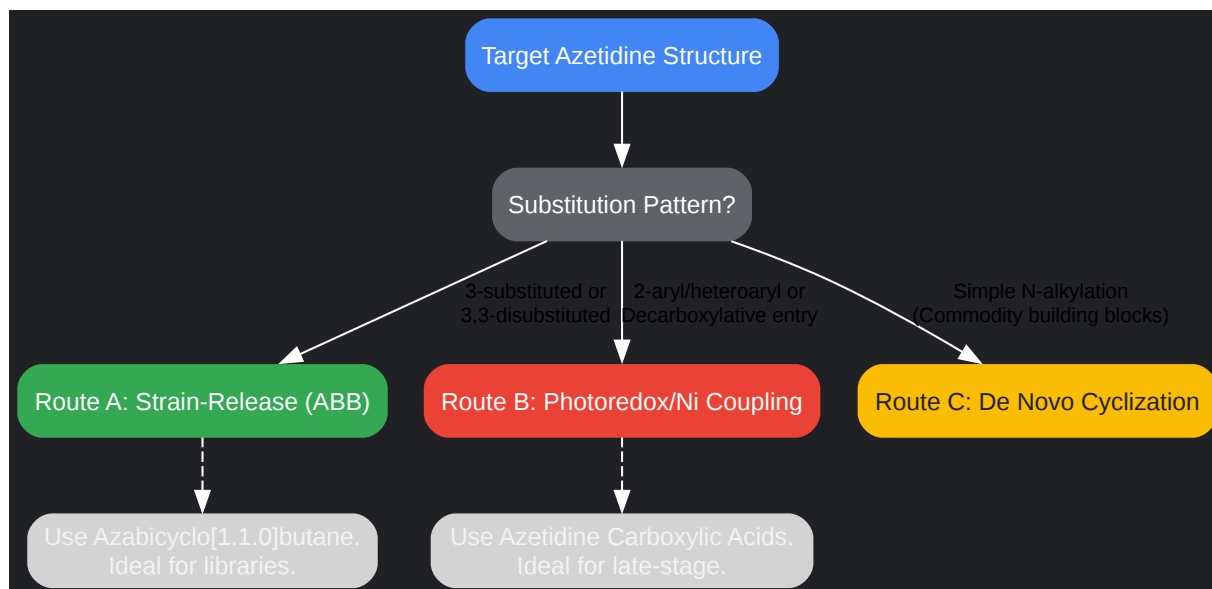 Target Azetidine Structure
Substitution Pattern?
3-substituted or
3,3-disubstituted
2-aryl/heteroaryl or
Decarboxylative entry
Simple N-alkylation
(Commodity building blocks)
Route A: Strain-Release (ABB)
Route B: Photoredox/Ni Coupling
Route C: De Novo Cyclization
Use Azabicyclo[1.1.0]butane.
Ideal for libraries.
Use Azetidine Carboxylic Acids.
Ideal for late-stage.